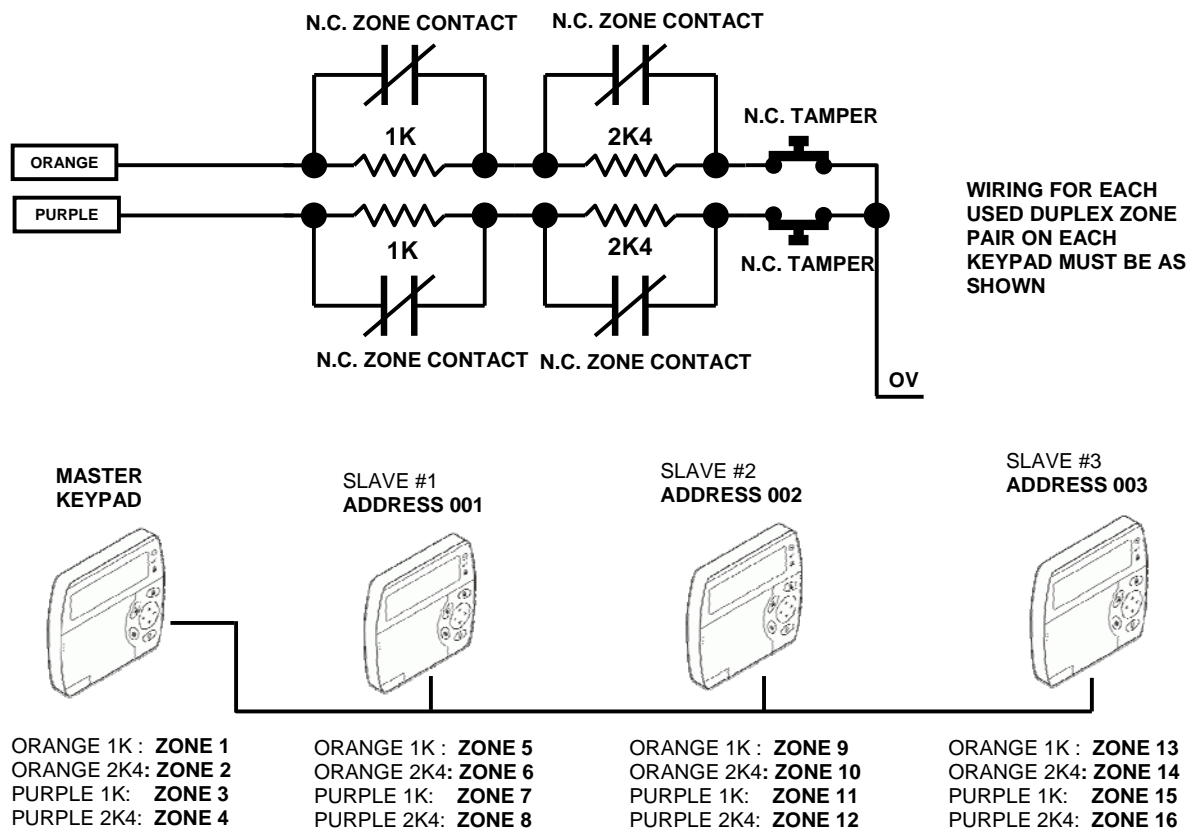 N.C. ZONE CONTACT
N.C. ZONE CONTACT
N.C. TAMPER
1K
2K4
ORANGE
PURPLE
1K
2K4
N.C. TAMPER
N.C. ZONE CONTACT
N.C. ZONE CONTACT
WIRING FOR EACH
USED DUPLEX ZONE
PAIR ON EACH
KEYPAD MUST BE AS
SHOWN
OV
MASTER
KEYPAD
SLAVE #1
ADDRESS 001
SLAVE #2
ADDRESS 002
SLAVE #3
ADDRESS 003
ORANGE 1K : ZONE 1
ORANGE 2K4: ZONE 2
PURPLE 1K: ZONE 3
PURPLE 2K4: ZONE 4
ORANGE 1K : ZONE 5
ORANGE 2K4: ZONE 6
PURPLE 1K: ZONE 7
PURPLE 2K4: ZONE 8
ORANGE 1K : ZONE 9
ORANGE 2K4: ZONE 10
PURPLE 1K: ZONE 11
PURPLE 2K4: ZONE 12
ORANGE 1K : ZONE 13
ORANGE 2K4: ZONE 14
PURPLE 1K: ZONE 15
PURPLE 2K4: ZONE 16